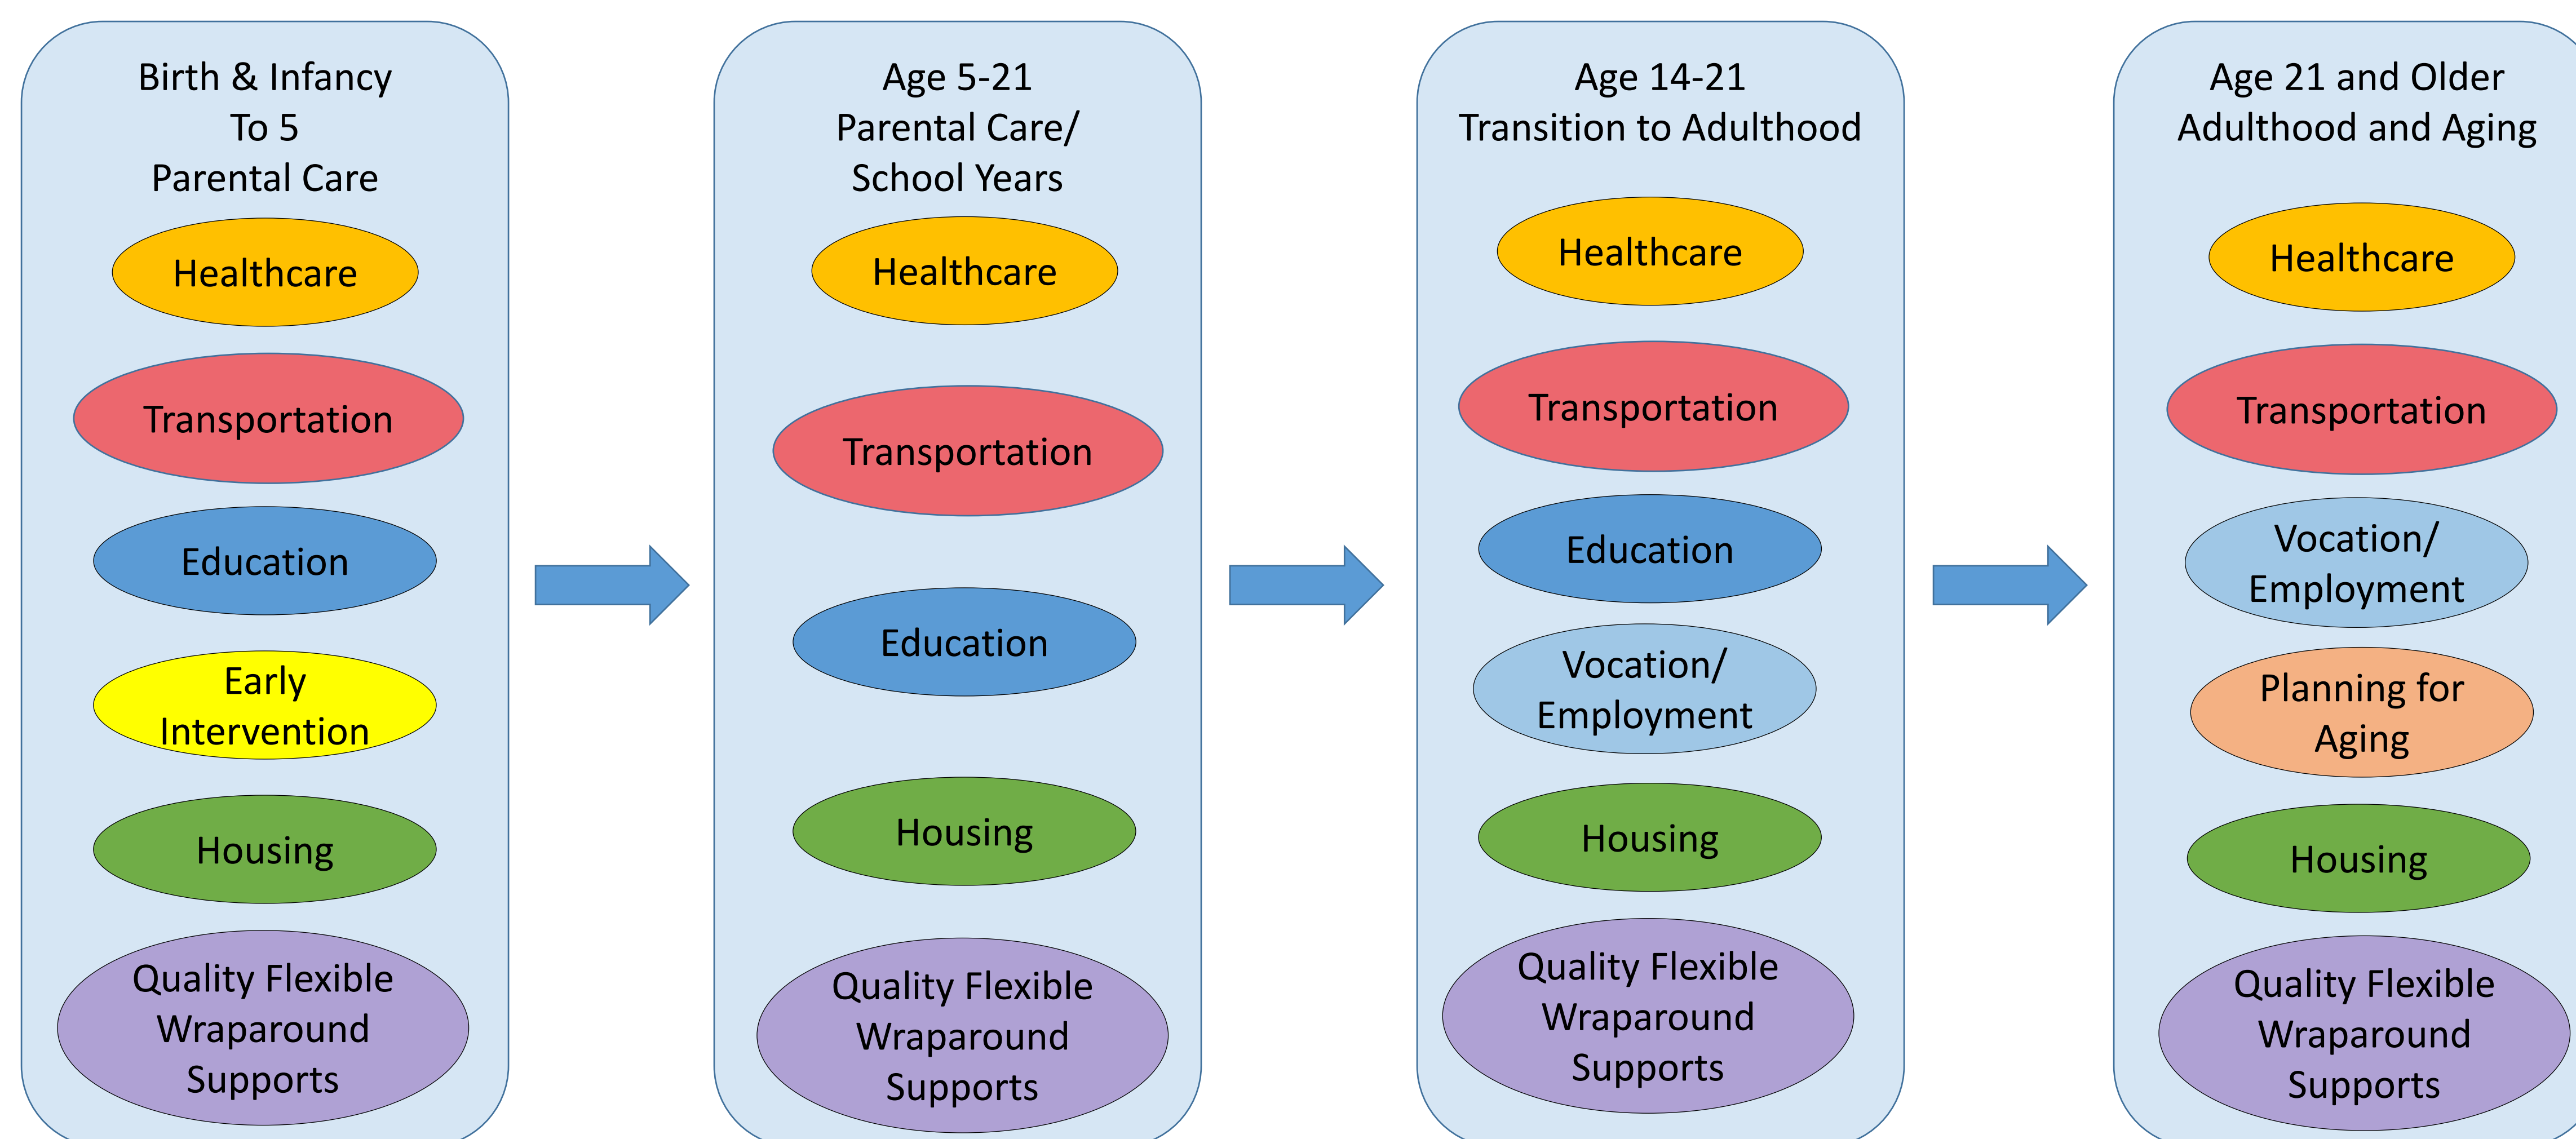 Birth & Infancy
To 5
Parental Care
Healthcare
Transportation
Education
Early
Intervention
Housing
Quality Flexible
Wraparound
Supports
Age 5-21
Parental Care/
School Years
Healthcare
Transportation
Education
Housing
Quality Flexible
Wraparound
Supports
Age 14-21
Transition to Adulthood
Healthcare
Transportation
Education
Vocation/
Employment
Housing
Quality Flexible
Wraparound
Supports
Age 21 and Older
Adulthood and Aging
Healthcare
Transportation
Vocation/
Employment
Planning for
Aging
Housing
Quality Flexible
Wraparound
Supports